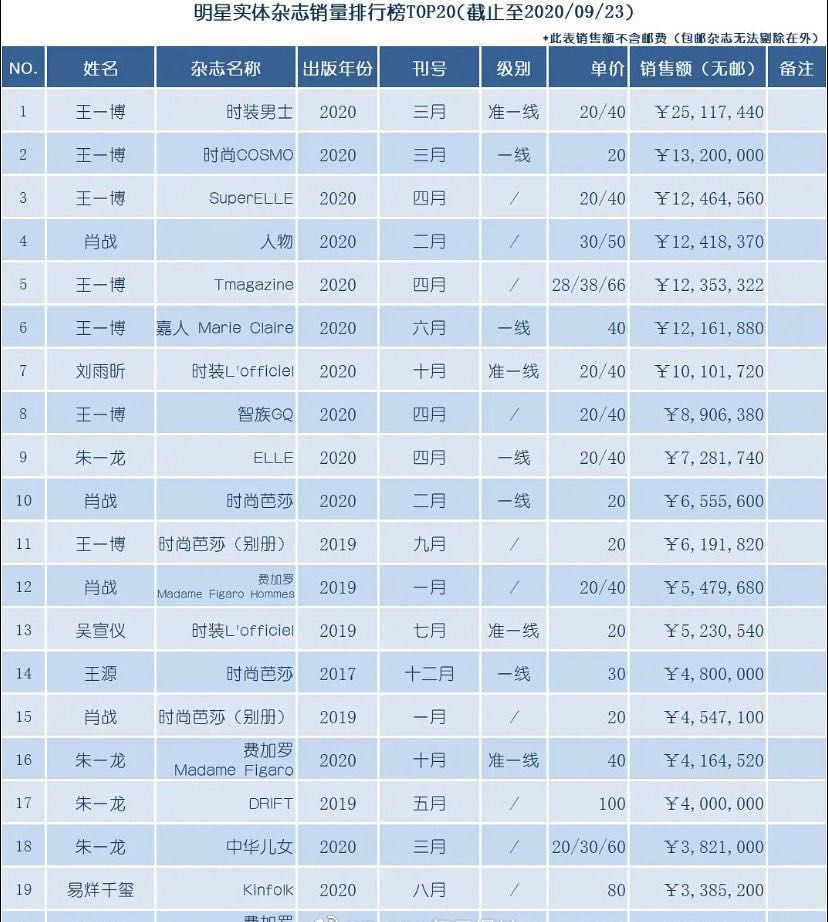 明星实体杂志销量排行榜TOP20(截止至2020/09/23)
*此表销售额不含邮费（包邮杂志无法剔除在外）
NO. 姓名 杂志名称 出版年份 刊号 级别 单价 销售额（无邮） 备注
1 王一博 时装男士 2020 三月 准一线 20/40 ￥25,117,440
2 王一博 时尚COSMO 2020 三月 一线 20 ￥13,200,000
3 王一博 SuperELLE 2020 四月 / 20/40 ￥12,464,560
4 肖战 人物 2020 二月 / 30/50 ￥12,418,370
5 王一博 Tmagazine 2020 四月 / 28/38/66 ￥12,353,322
6 王一博 嘉人 Marie Claire 2020 六月 一线 40 ￥12,161,880
7 刘雨昕 时装L'officiel 2020 十月 准一线 20/40 ￥10,101,720
8 王一博 智族GQ 2020 四月 / 20/40 ￥8,906,380
9 朱一龙 ELLE 2020 四月 一线 20/40 ￥7,281,740
10 肖战 时尚芭莎 2020 二月 一线 20 ￥6,555,600
11 王一博 时尚芭莎（别册） 2019 九月 / 20 ￥6,191,820
12 肖战 费加罗 Madame Figaro Hommes 2019 一月 / 20/40 ￥5,479,680
13 吴宣仪 时装L'officiel 2019 七月 准一线 20 ￥5,230,540
14 王源 时尚芭莎 2017 十二月 一线 30 ￥4,800,000
15 肖战 时尚芭莎（别册） 2019 一月 / 20 ￥4,547,100
16 朱一龙 费加罗 Madame Figaro 2020 十月 准一线 40 ￥4,164,520
17 朱一龙 DRIFT 2019 五月 / 100 ￥4,000,000
18 朱一龙 中华儿女 2020 三月 / 20/30/60 ￥3,821,000
19 易烊千玺 Kinfolk 2020 八月 / 80 ￥3,385,200
费加罗